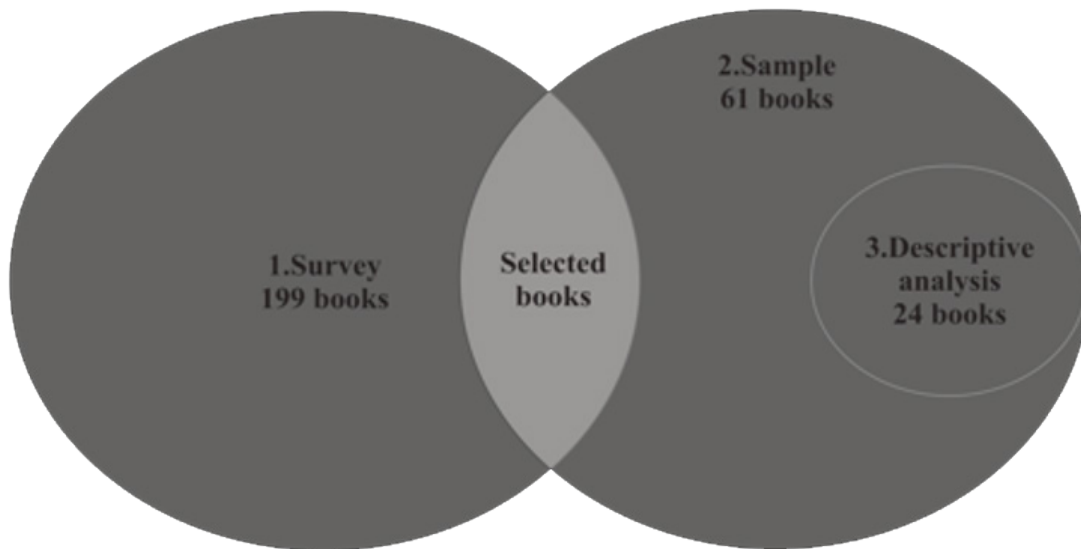 1.Survey
199 books
Selected
books
2.Sample
61 books
3.Descriptive
analysis
24 books